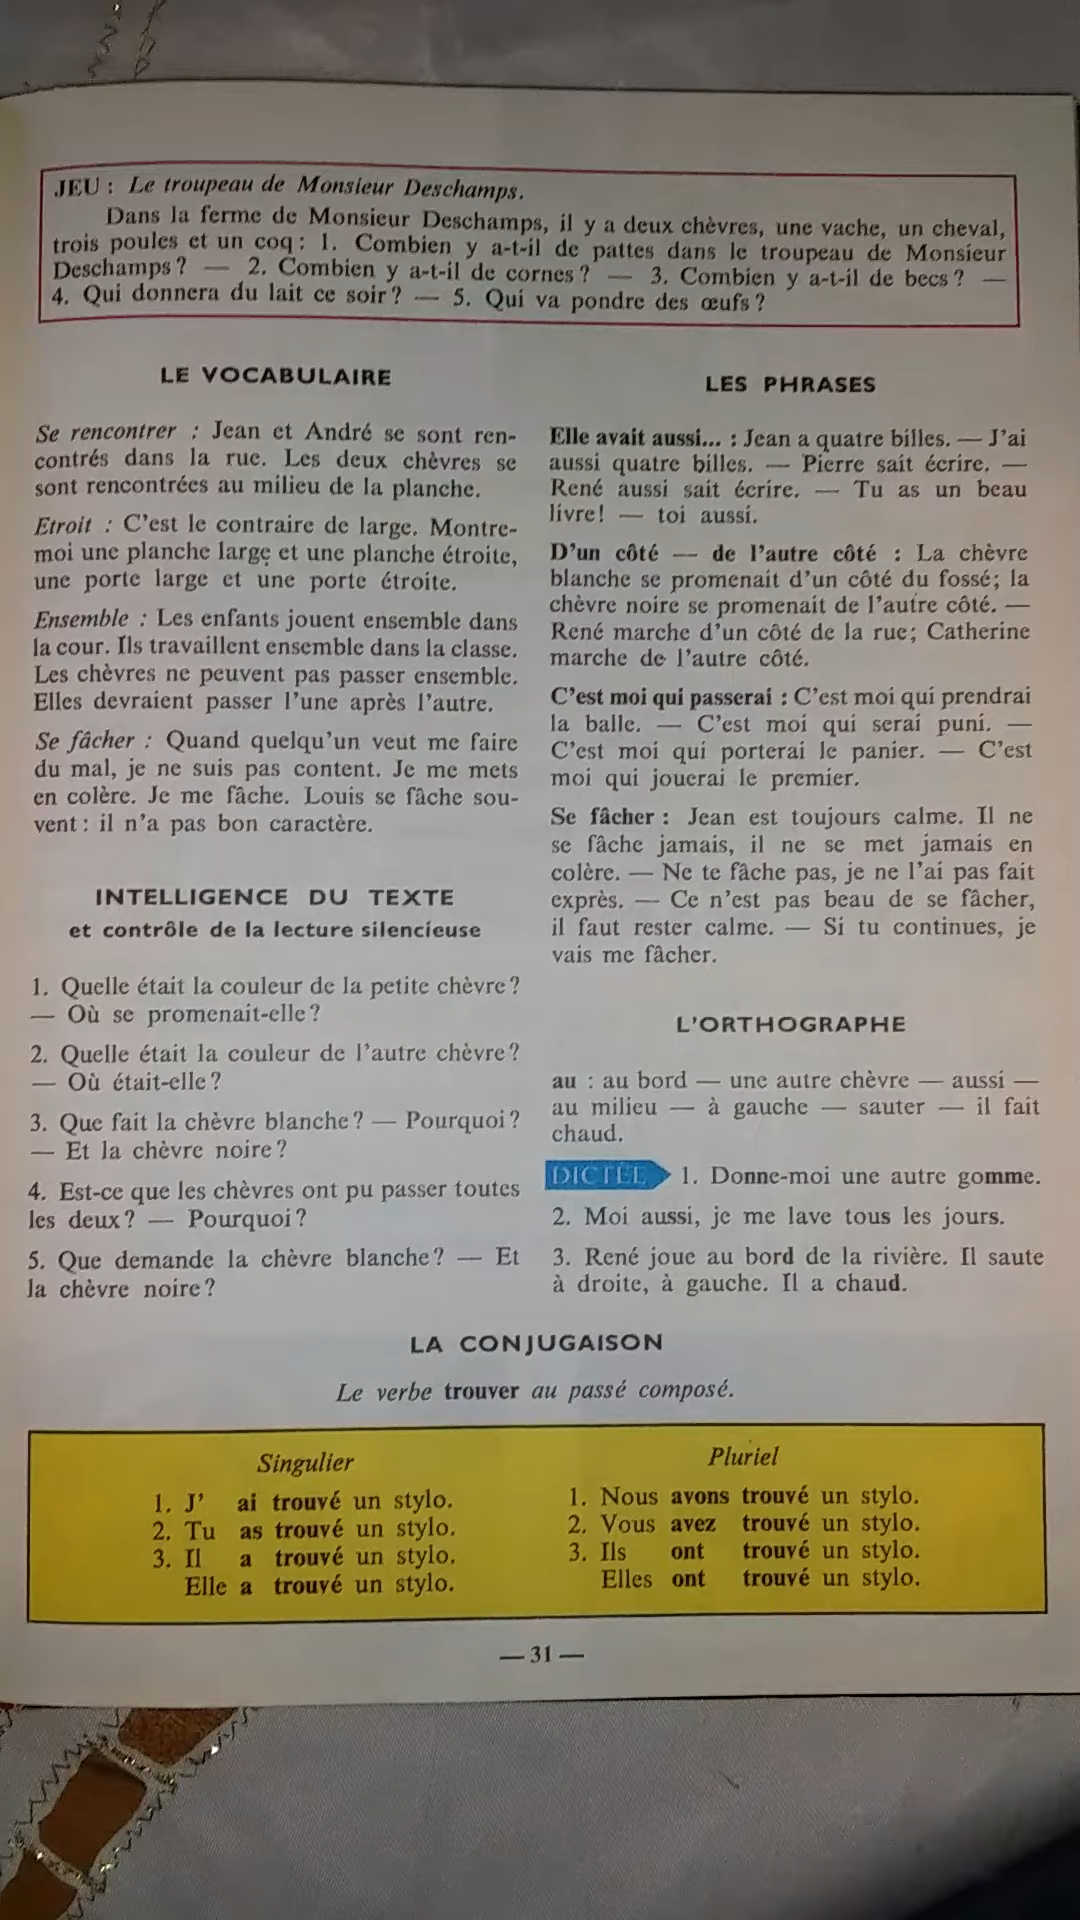 JEU : Le troupeau de Monsieur Deschamps.
Dans la ferme de Monsieur Deschamps, il y a deux chèvres, une vache, un cheval,
trois poules et un coq : 1. Combien y a-t-il de pattes dans le troupeau de Monsieur
Deschamps ? — 2. Combien y a-t-il de cornes ? — 3. Combien y a-t-il de becs ? —
4. Qui donnera du lait ce soir ? — 5. Qui va pondre des œufs ?
LE VOCABULAIRE
Se rencontrer : Jean et André se sont ren-
contrés dans la rue. Les deux chèvres se
sont rencontrées au milieu de la planche.
Etroit : C'est le contraire de large. Montre-
moi une planche large et une planche étroite,
une porte large et une porte étroite.
Ensemble : Les enfants jouent ensemble dans
la cour. Ils travaillent ensemble dans la classe.
Les chèvres ne peuvent pas passer ensemble.
Elles devraient passer l'une après l'autre.
Se fâcher : Quand quelqu'un veut me faire
du mal, je ne suis pas content. Je me mets
en colère. Je me fâche. Louis se fâche sou-
vent : il n'a pas bon caractère.
INTELLIGENCE DU TEXTE
et contrôle de la lecture silencieuse
1. Quelle était la couleur de la petite chèvre ?
— Où se promenait-elle ?
2. Quelle était la couleur de l'autre chèvre ?
— Où était-elle ?
3. Que fait la chèvre blanche ? — Pourquoi ?
— Et la chèvre noire ?
4. Est-ce que les chèvres ont pu passer toutes
les deux ? — Pourquoi ?
5. Que demande la chèvre blanche ? — Et
la chèvre noire ?
LES PHRASES
Elle avait aussi... : Jean a quatre billes. — J'ai
aussi quatre billes. — Pierre sait écrire. —
René aussi sait écrire. — Tu as un beau
livre ! — toi aussi.
D'un côté — de l'autre côté : La chèvre
blanche se promenait d'un côté du fossé; la
chèvre noire se promenait de l'autre côté. —
René marche d'un côté de la rue; Catherine
marche de l'autre côté.
C'est moi qui passerai : C'est moi qui prendrai
la balle. — C'est moi qui serai puni. —
C'est moi qui porterai le panier. — C'est
moi qui jouerai le premier.
Se fâcher : Jean est toujours calme. Il ne
se fâche jamais, il ne se met jamais en
colère. — Ne te fâche pas, je ne l'ai pas fait
exprès. — Ce n'est pas beau de se fâcher,
il faut rester calme. — Si tu continues, je
vais me fâcher.
L'ORTHOGRAPHE
au : au bord — une autre chèvre — aussi —
au milieu — à gauche — sauter — il fait
chaud.
DICTÉE 1. Donne-moi une autre gomme.
2. Moi aussi, je me lave tous les jours.
3. René joue au bord de la rivière. Il saute
à droite, à gauche. Il a chaud.
LA CONJUGAISON
Le verbe trouver au passé composé.
Singulier
1. J' ai trouvé un stylo.
2. Tu as trouvé un stylo.
3. Il a trouvé un stylo.
Elle a trouvé un stylo.
Pluriel
1. Nous avons trouvé un stylo.
2. Vous avez trouvé un stylo.
3. Ils ont trouvé un stylo.
Elles ont trouvé un stylo.
— 31 —